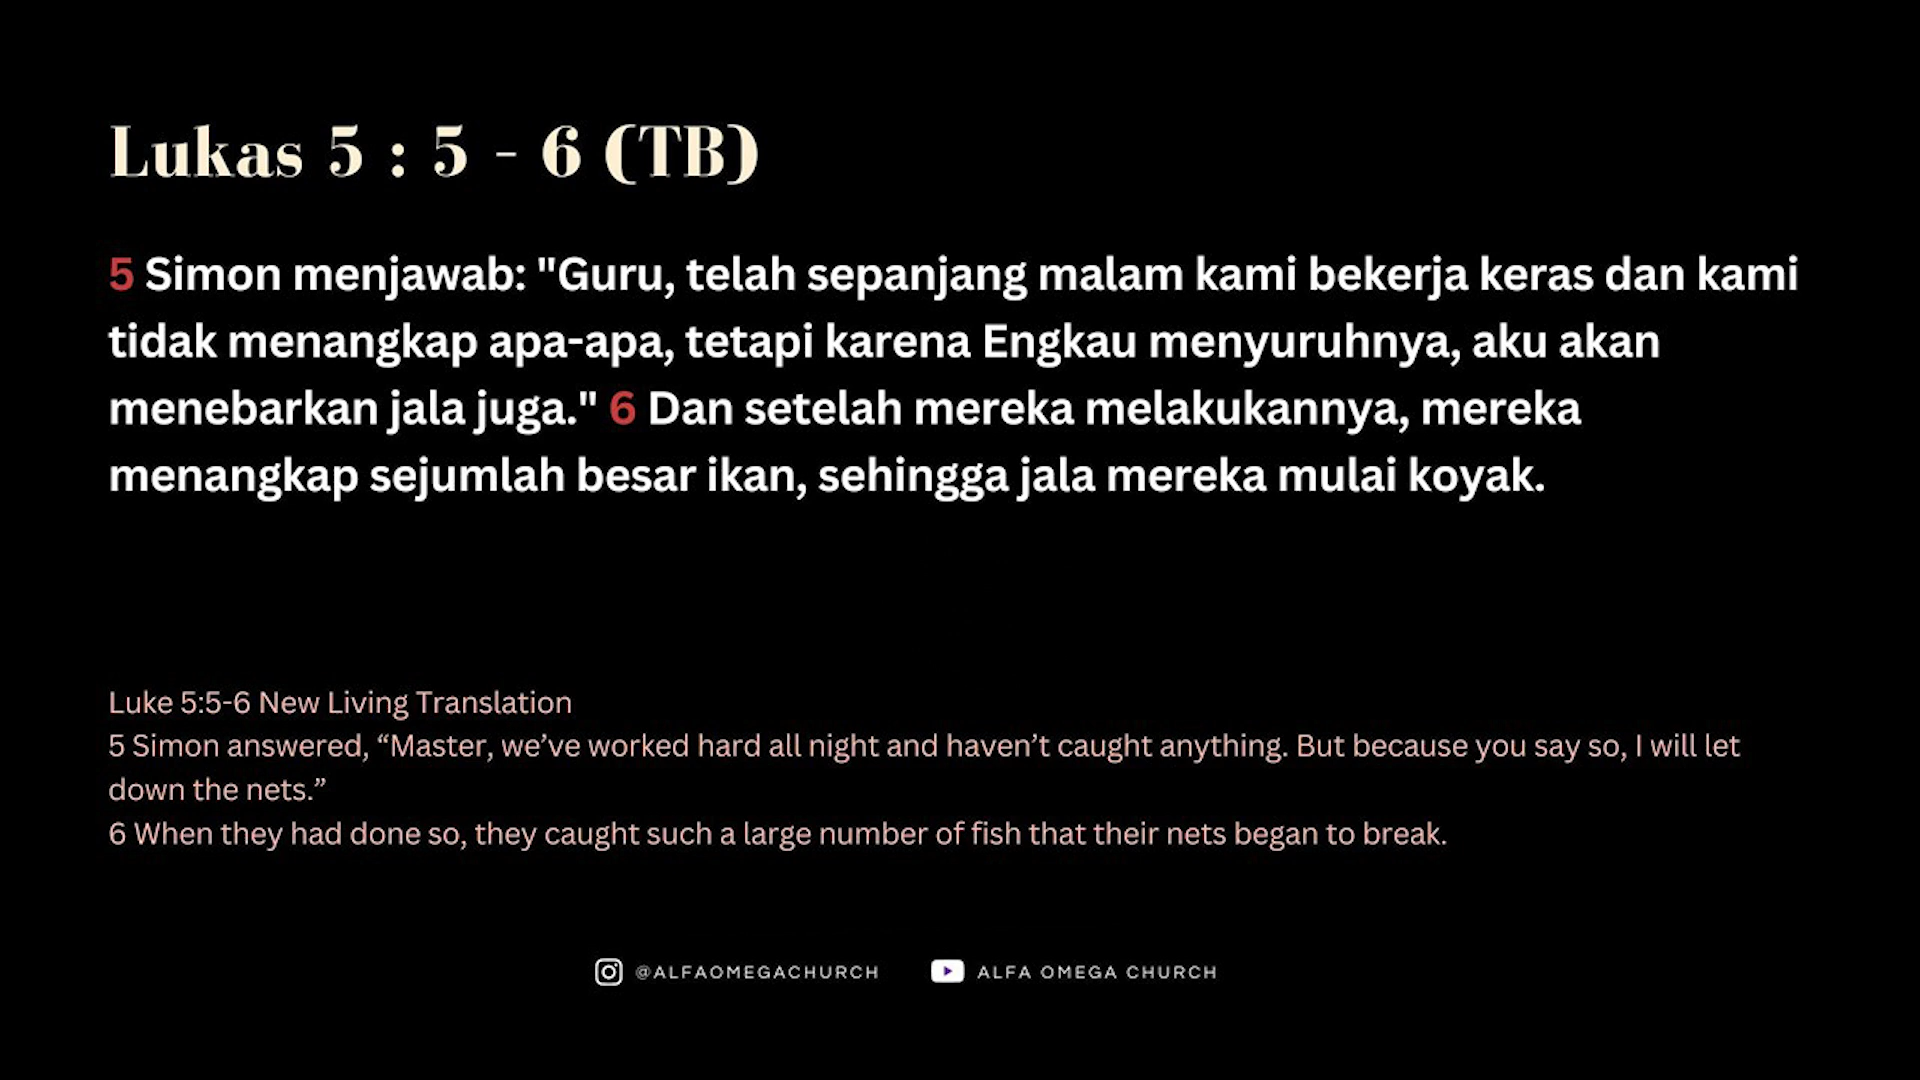 Lukas 5 : 5 - 6 (TB)
5 Simon menjawab: "Guru, telah sepanjang malam kami bekerja keras dan kami
tidak menangkap apa-apa, tetapi karena Engkau menyuruhnya, aku akan
menebarkan jala juga." 6 Dan setelah mereka melakukannya, mereka
menangkap sejumlah besar ikan, sehingga jala mereka mulai koyak.
Luke 5:5-6 New Living Translation
5 Simon answered, “Master, we’ve worked hard all night and haven’t caught anything. But because you say so, I will let
down the nets.”
6 When they had done so, they caught such a large number of fish that their nets began to break.
@ALFAOMEGACHURCH ALFA OMEGA CHURCH